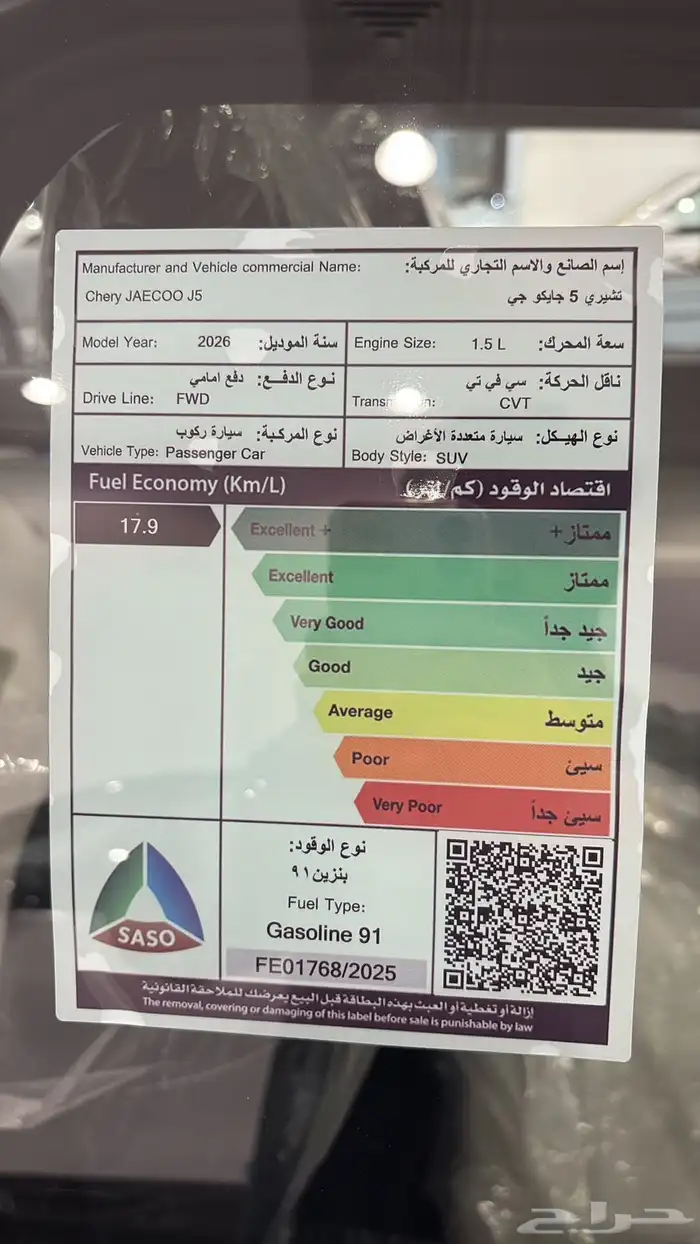 Manufacturer and Vehicle commercial Name: إسم الصانع والاسم التجاري للمركبة:
Chery JAECOO J5 تشيري 5 جايكو جي
Model Year: 2026 سنة الموديل:
Engine Size: 1.5 L سعة المحرك:
نوع الدفع: دفع امامي
Drive Line: FWD
ناقل الحركة: سي في تي
CVT
نوع المركبة: سيارة ركوب
Vehicle Type: Passenger Car
نوع الهيكل: سيارة متعددة الأغراض
Body Style: SUV
Fuel Economy (Km/L) اقتصاد الوقود (كم
17.9
Excellent + ممتاز +
Excellent ممتاز
Very Good جيد جداً
Good جيد
Average متوسط
Poor سيئ
Very Poor سيئ جداً
SASO
نوع الوقود:
بنزين ٩١
Fuel Type:
Gasoline 91
FE01768/2025
إزالة أو تغطية أو العبث بهذه البطاقة قبل البيع يعرضك للملاحقة القانونية
The removal, covering or damaging of this label before sale is punishable by law
حراج